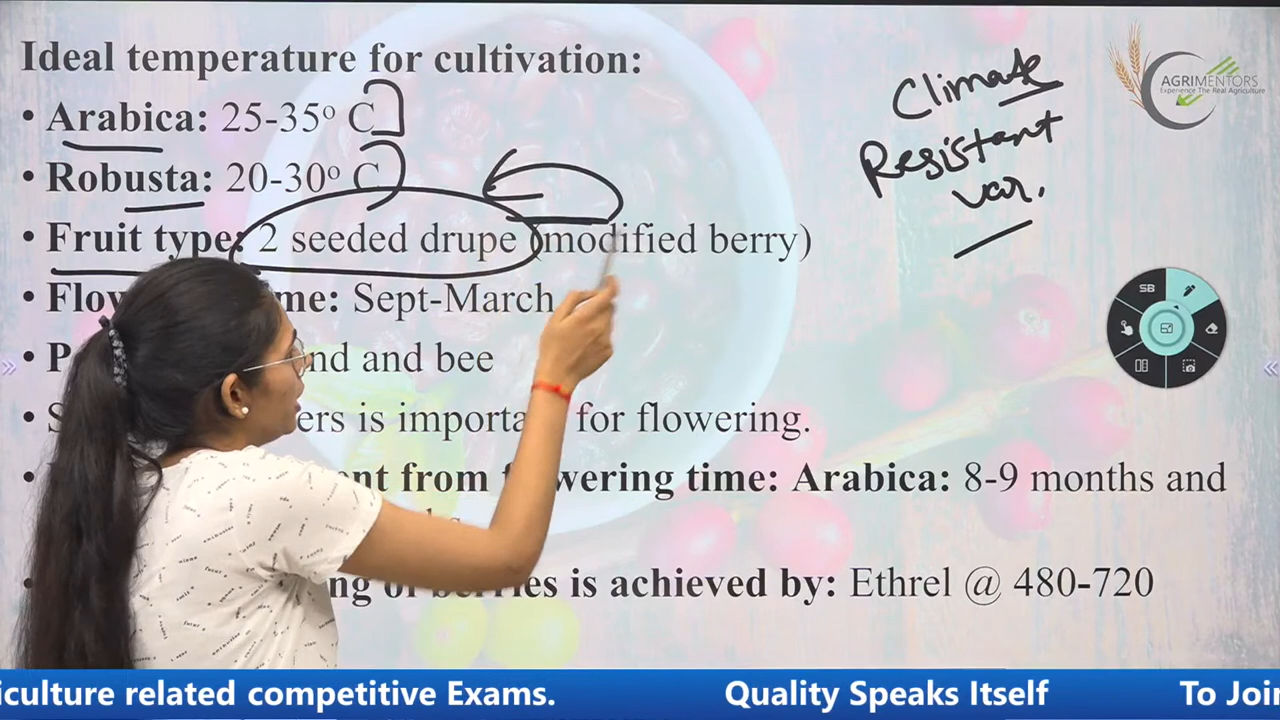 Ideal temperature for cultivation:
• Arabica: 25-35° C
• Robusta: 20-30° C
• Fruit type: 2 seeded drupe (modified berry)
• Flow me: Sept-March
• P nd and bee
• S ers is importa for flowering.
nt from f wering time: Arabica: 8-9 months and
ng of berries is achieved by: Ethrel @ 480-720
Climate
Resistant
var.
AGRIMENTORS
Experience The Real Agriculture
SB
iculture related competitive Exams. Quality Speaks Itself To Join